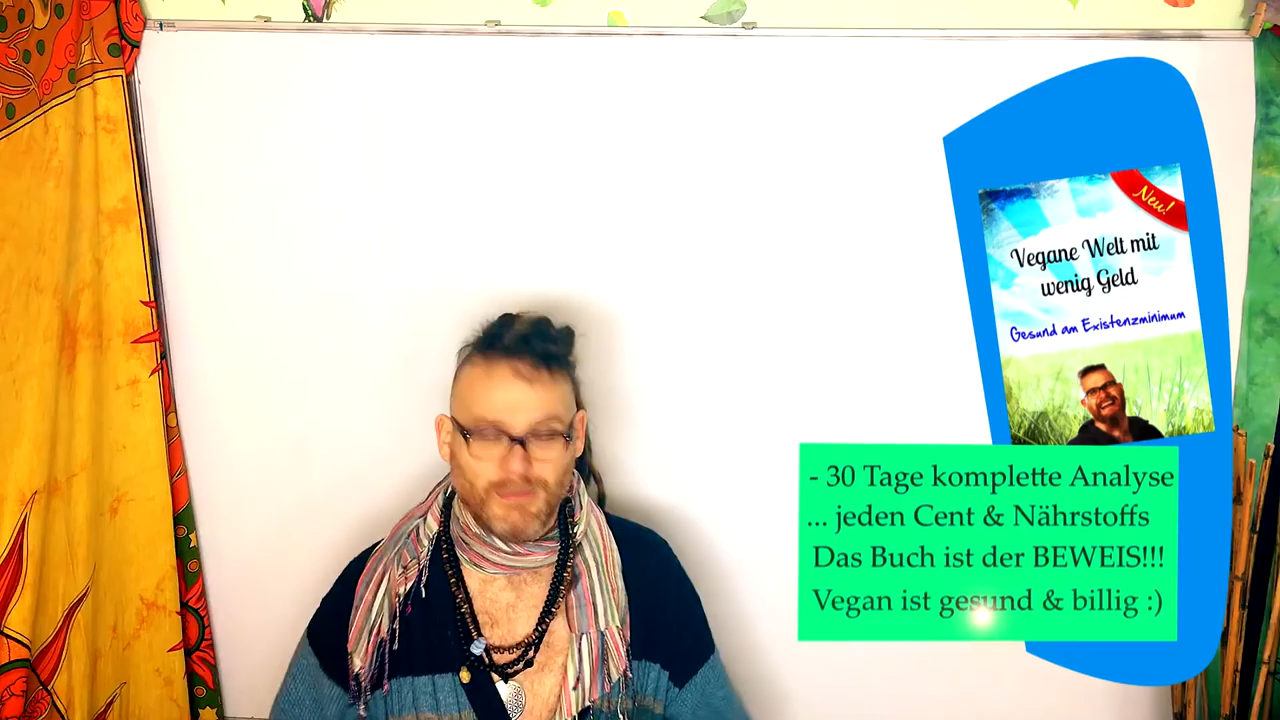 Neu!
Vegane Welt mit
wenig Geld
Gesund am Existenzminimum
- 30 Tage komplette Analyse
... jeden Cent & Nährstoffs
Das Buch ist der BEWEIS!!!
Vegan ist gesund & billig :)